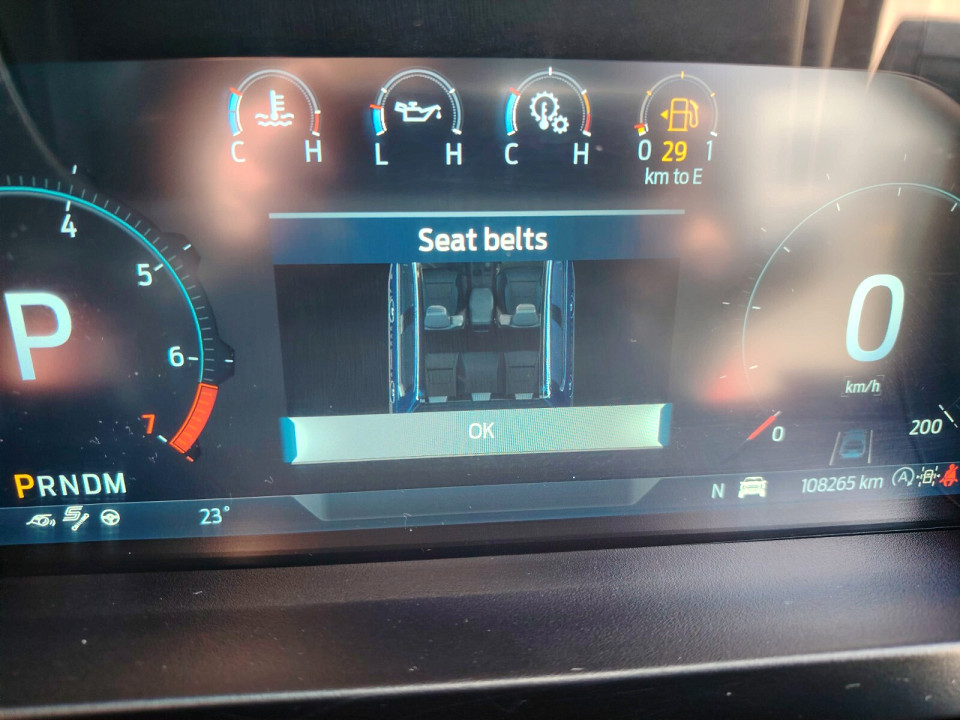 C H
L H
C H
0 29 1
km to E
Seat belts
4
5
6
7
P
0
km/h
0
200
OK
PRNDM
N
108265 km
A
23°